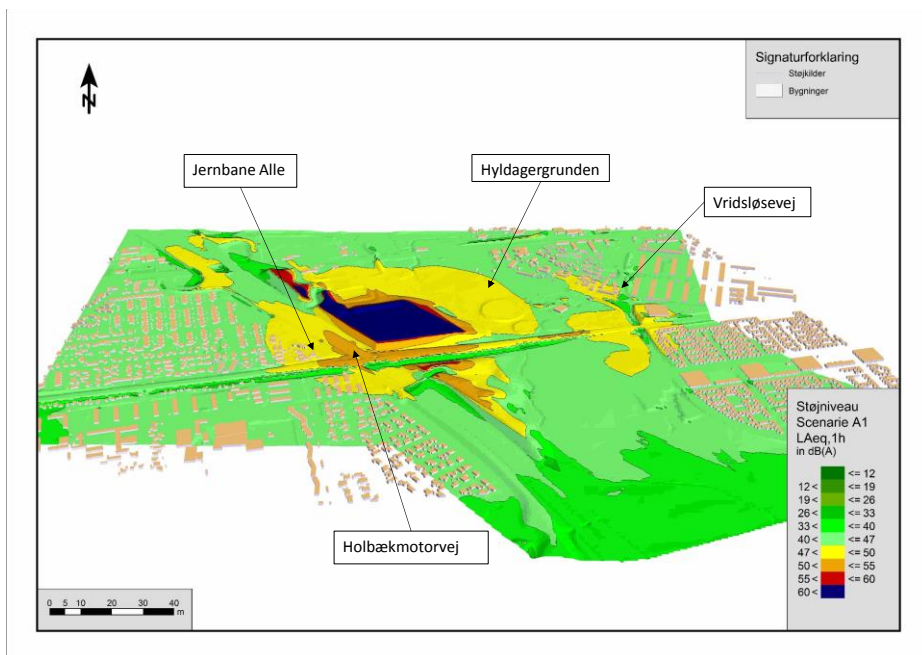 Signaturforklaring
Støjkilder
Bygninger
N
Jernbane Alle
Hyldagergrunden
Vridsløsevej
Holbækmotorvej
Støjniveau
Scenarie A1
LAeq,1h
in dB(A)
<= 12
12 < <= 19
19 < <= 26
26 < <= 33
33 < <= 40
40 < <= 47
47 < <= 50
50 < <= 55
55 < <= 60
60 <
0 5 10 20 30 40
m